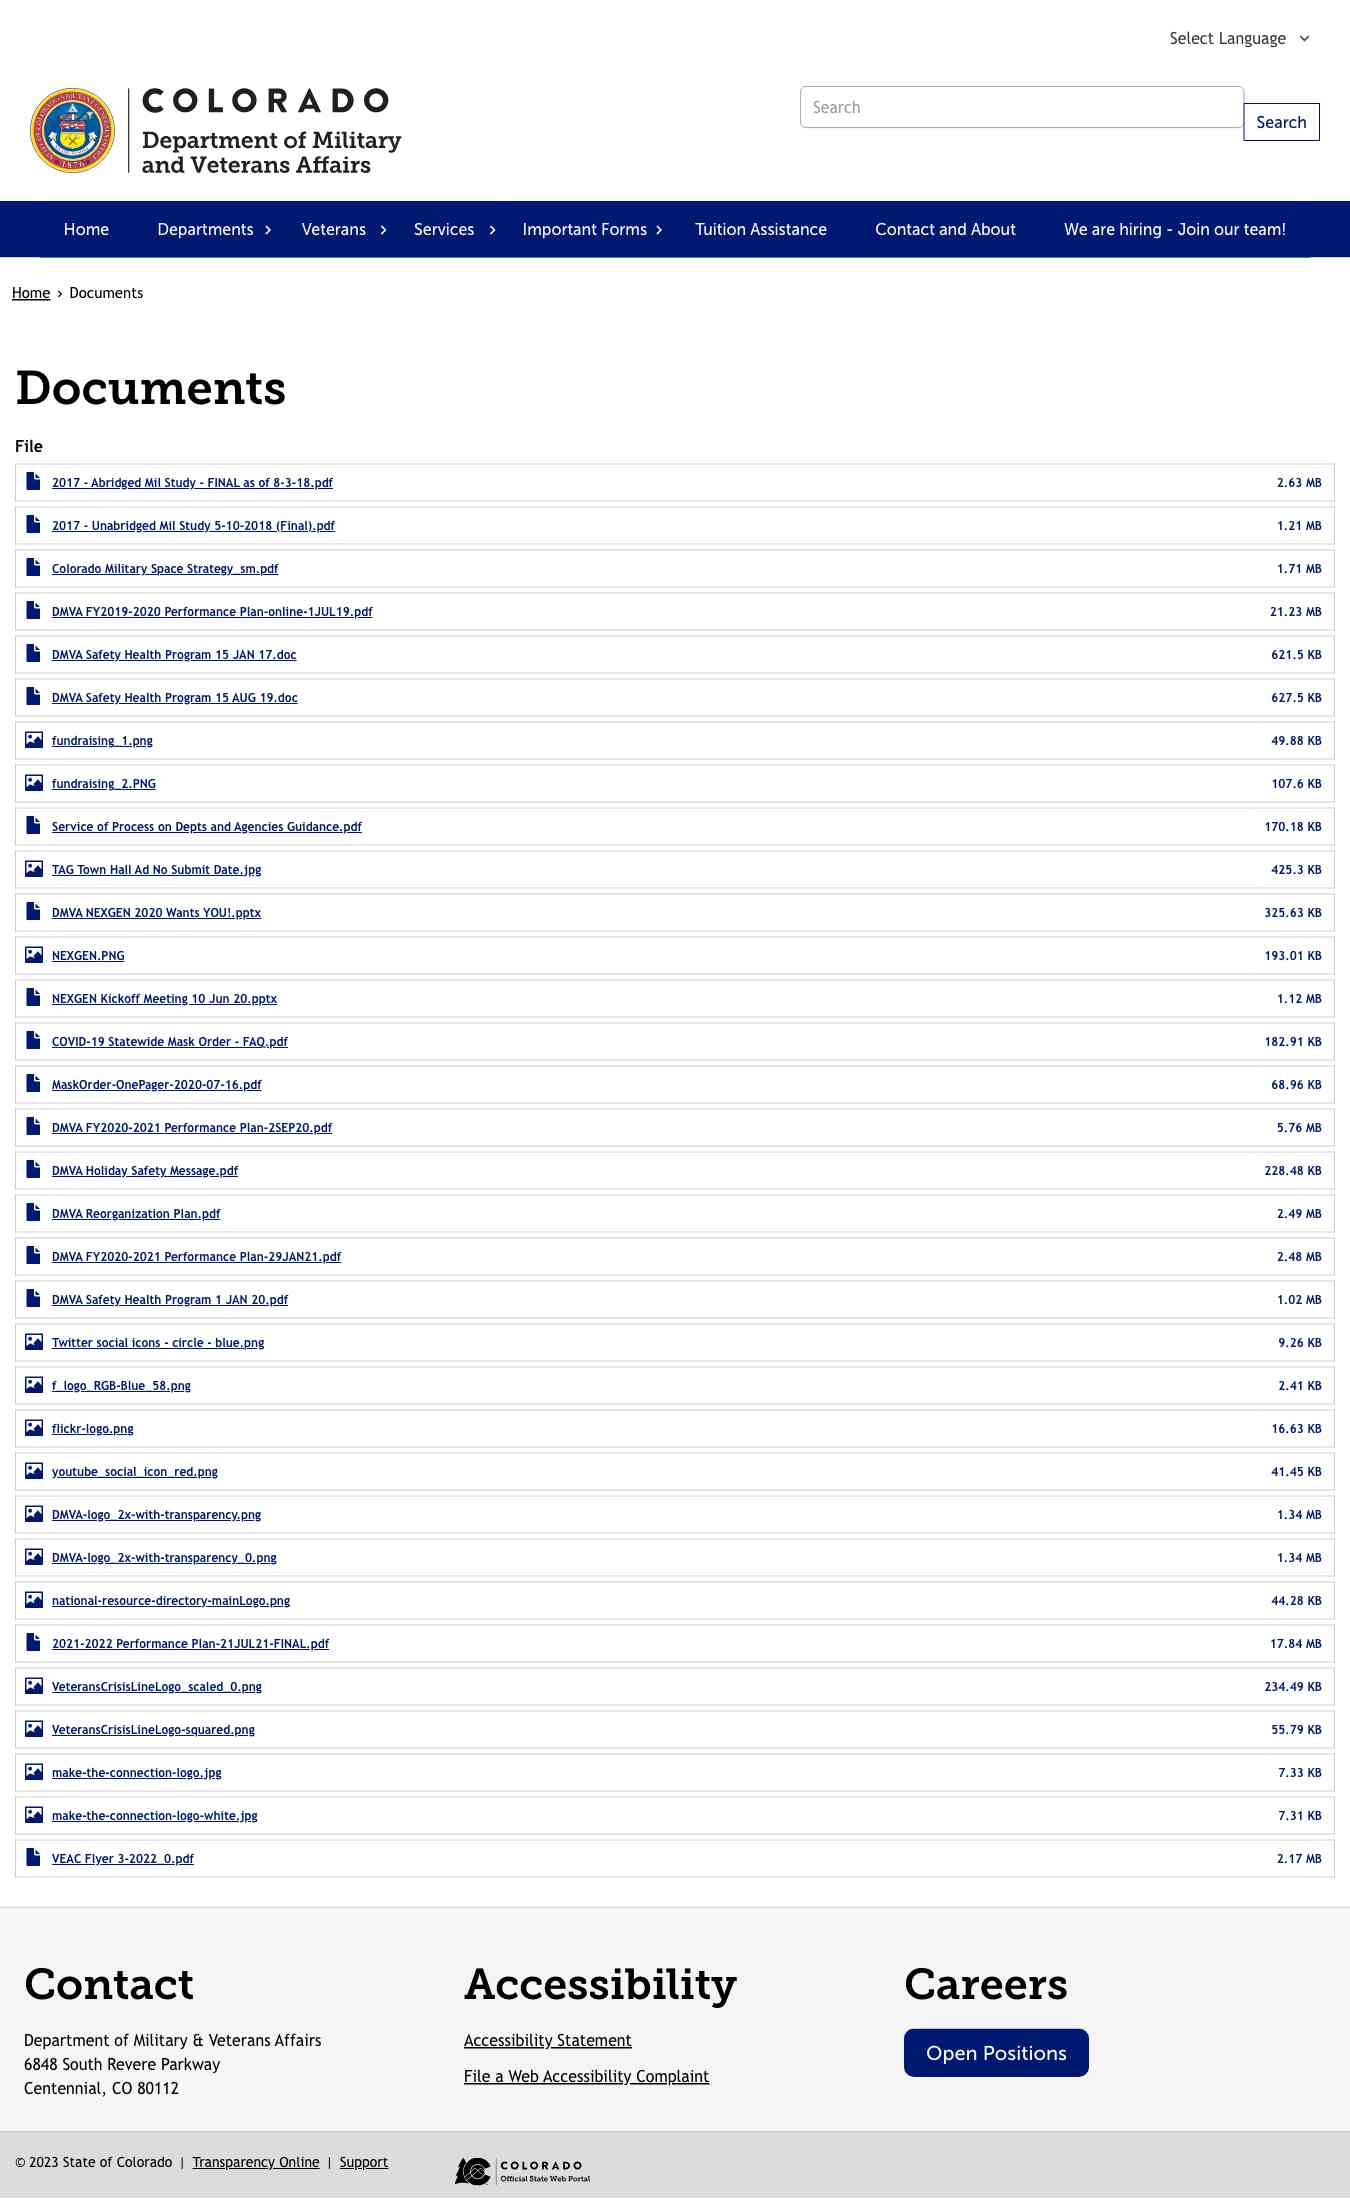 Select Language
COLORADO
Department of Military
and Veterans Affairs
1876
Search
Search
Home Departments Veterans Services Important Forms Tuition Assistance Contact and About We are hiring - Join our team!
Home › Documents
Documents
File
2017 - Abridged Mil Study - FINAL as of 8-3-18.pdf 2.63 MB
2017 - Unabridged Mil Study 5-10-2018 (Final).pdf 1.21 MB
Colorado Military Space Strategy_sm.pdf 1.71 MB
DMVA FY2019-2020 Performance Plan-online-1JUL19.pdf 21.23 MB
DMVA Safety Health Program 15 JAN 17.doc 621.5 KB
DMVA Safety Health Program 15 AUG 19.doc 627.5 KB
fundraising_1.png 49.88 KB
fundraising_2.PNG 107.6 KB
Service of Process on Depts and Agencies Guidance.pdf 170.18 KB
TAG Town Hall Ad No Submit Date.jpg 425.3 KB
DMVA NEXGEN 2020 Wants YOU!.pptx 325.63 KB
NEXGEN.PNG 193.01 KB
NEXGEN Kickoff Meeting 10 Jun 20.pptx 1.12 MB
COVID-19 Statewide Mask Order - FAQ.pdf 182.91 KB
MaskOrder-OnePager-2020-07-16.pdf 68.96 KB
DMVA FY2020-2021 Performance Plan-2SEP20.pdf 5.76 MB
DMVA Holiday Safety Message.pdf 228.48 KB
DMVA Reorganization Plan.pdf 2.49 MB
DMVA FY2020-2021 Performance Plan-29JAN21.pdf 2.48 MB
DMVA Safety Health Program 1 JAN 20.pdf 1.02 MB
Twitter social icons - circle - blue.png 9.26 KB
f_logo_RGB-Blue_58.png 2.41 KB
flickr-logo.png 16.63 KB
youtube_social_icon_red.png 41.45 KB
DMVA-logo_2x-with-transparency.png 1.34 MB
DMVA-logo_2x-with-transparency_0.png 1.34 MB
national-resource-directory-mainLogo.png 44.28 KB
2021-2022 Performance Plan-21JUL21-FINAL.pdf 17.84 MB
VeteransCrisisLineLogo_scaled_0.png 234.49 KB
VeteransCrisisLineLogo-squared.png 55.79 KB
make-the-connection-logo.jpg 7.33 KB
make-the-connection-logo-white.jpg 7.31 KB
VEAC Flyer 3-2022_0.pdf 2.17 MB
Contact
Department of Military & Veterans Affairs
6848 South Revere Parkway
Centennial, CO 80112
Accessibility
Accessibility Statement
File a Web Accessibility Complaint
Careers
Open Positions
© 2023 State of Colorado | Transparency Online | Support
COLORADO
Official State Web Portal